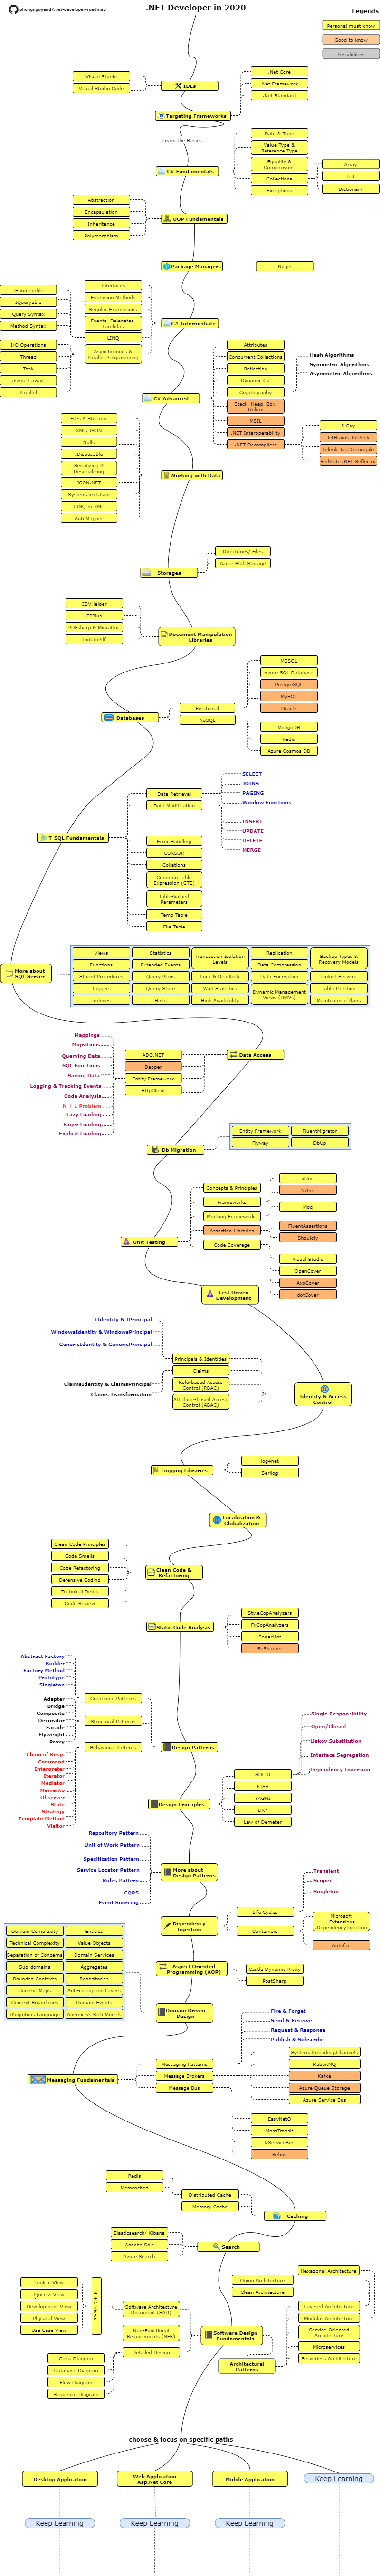 phongnguyend/.net-developer-roadmap
.NET Developer in 2020
Legends
Personal must know
Good to know
Possibilities
Visual Studio
Visual Studio Code
IDEs
.Net Core
.Net Framework
.Net Standard
Targeting Frameworks
Learn the Basics
Date & Time
Value Type &
Reference Type
Equality &
Comparisons
Collections
Exceptions
Array
List
Dictionary
C# Fundamentals
Abstraction
Encapsulation
Inheritance
Polymorphism
OOP Fundamentals
Package Managers
Nuget
Interfaces
Extension Methods
Regular Expressions
Events, Delegates,
Lambdas
LINQ
Asynchronous &
Parallel Programming
IEnumerable
IQueryable
Query Syntax
Method Syntax
I/O Operations
Thread
Task
async / await
Parallel
C# Intermediate
C# Advanced
Attributes
Concurrent Collections
Reflection
Dynamic C#
Cryptography
Stack, Heap, Box,
Unbox
MSIL
.NET Interoperability
.NET Decompilers
Hash Algorithms
Symmetric Algorithms
Asymmetric Algorithms
ILSpy
JetBrains dotPeek
Telerik JustDecompile
RedGate .NET Reflector
Files & Streams
XML, JSON
Nulls
IDisposable
Serializing &
Deserializing
JSON.NET
System.Text.Json
LINQ to XML
AutoMapper
Working with Data
Directories/ Files
Azure Blob Storage
Storages
CSVHelper
EPPlus
PDFsharp & MigraDoc
DinkToPdf
Document Manipulation
Libraries
Databases
Relational
NoSQL
MSSQL
Azure SQL Database
PostgreSQL
MySQL
Oracle
MongoDB
Redis
Azure Cosmos DB
T-SQL Fundamentals
Data Retrieval
Data Modification
Error Handling
CURSOR
Collations
Common Table
Expression (CTE)
Table-Valued
Parameters
Temp Table
File Table
SELECT
JOINS
PAGING
Window Functions
INSERT
UPDATE
DELETE
MERGE
More about
SQL Server
Views
Functions
Stored Procedures
Triggers
Indexes
Statistics
Extended Events
Query Plans
Query Store
Hints
Transaction Isolation
Levels
Lock & Deadlock
Wait Statistics
High Availability
Replication
Data Compression
Data Encryption
Dynamic Management
Views (DMVs)
Backup Types &
Recovery Models
Linked Servers
Table Partition
Maintenance Plans
Data Access
ADO.NET
Dapper
Entity Framework
HttpClient
Mappings
Migrations
Querying Data
SQL Functions
Saving Data
Logging & Tracking Events
Code Analysis
N + 1 Problem
Lazy Loading
Eager Loading
Explicit Loading
Db Migration
Entity Framework
FluentMigrator
Flyway
DbUp
Unit Testing
Concepts & Principles
Frameworks
Mocking Frameworks
Assertion Libraries
Code Coverage
xUnit
NUnit
Moq
FluentAssertions
Shouldly
Visual Studio
OpenCover
AxoCover
dotCover
Test Driven
Development
IIdentity & IPrincipal
WindowsIdentity & WindowsPrincipal
GenericIdentity & GenericPrincipal
ClaimsIdentity & ClaimsPrincipal
Claims Transformation
Principals & Identities
Claims
Role-based Access
Control (RBAC)
Attribute-based Access
Control (ABAC)
Identity & Access
Control
Logging Libraries
log4net
Serilog
Localization &
Globalization
Clean Code Principles
Code Smells
Code Refactoring
Defensive Coding
Technical Debts
Code Review
Clean Code &
Refactoring
Static Code Analysis
StyleCopAnalyzers
FxCopAnalyzers
SonarLint
ReSharper
Abstract Factory
Builder
Factory Method
Prototype
Singleton
Adapter
Bridge
Composite
Decorator
Facade
Flyweight
Proxy
Chain of Resp.
Command
Interpreter
Iterator
Mediator
Memento
Observer
State
Strategy
Template Method
Visitor
Creational Patterns
Structural Patterns
Behavioral Patterns
Design Patterns
Design Principles
SOLID
KISS
YAGNI
DRY
Law of Demeter
Single Responsibility
Open/Closed
Liskov Substitution
Interface Segregation
Dependency Inversion
Repository Pattern
Unit of Work Pattern
Specification Pattern
Service Locator Pattern
Rules Pattern
CQRS
Event Sourcing
More about
Design Patterns
Dependency
Injection
Life Cycles
Containers
Transient
Scoped
Singleton
Microsoft
.Extensions
.DependencyInjection
Autofac
Aspect Oriented
Programming (AOP)
Castle Dynamic Proxy
PostSharp
Domain Complexity
Technical Complexity
Separation of Concerns
Sub-domains
Bounded Contexts
Context Maps
Context Boundaries
Ubiquitous Language
Entities
Value Objects
Domain Services
Aggregates
Repositories
Anti-corruption Layers
Domain Events
Anemic vs Rich Models
Domain Driven
Design
Messaging Fundamentals
Messaging Patterns
Message Brokers
Message Bus
Fire & Forget
Send & Receive
Request & Response
Publish & Subscribe
System.Threading.Channels
RabbitMQ
Kafka
Azure Queue Storage
Azure Service Bus
EasyNetQ
MassTransit
NServiceBus
Rebus
Redis
Memcached
Distributed Cache
Memory Cache
Caching
Elasticsearch/ Kibana
Apache Solr
Azure Search
Search
Logical View
Process View
Development View
Physical View
Use Case View
4 + 1 Views
Software Architecture
Document (SAD)
Non-Functional
Requirements (NFR)
Detailed Design
Class Diagram
Database Diagram
Flow Diagram
Sequence Diagram
Software Design
Fundamentals
Architectural
Patterns
Hexagonal Architecture
Onion Architecture
Clean Architecture
Layered Architecture
Modular Architecture
Service-Oriented
Architecture
Microservices
Serverless Architecture
choose & focus on specific paths
Desktop Application
Web Application
Asp.Net Core
Mobile Application
Keep Learning
Keep Learning
Keep Learning
Keep Learning